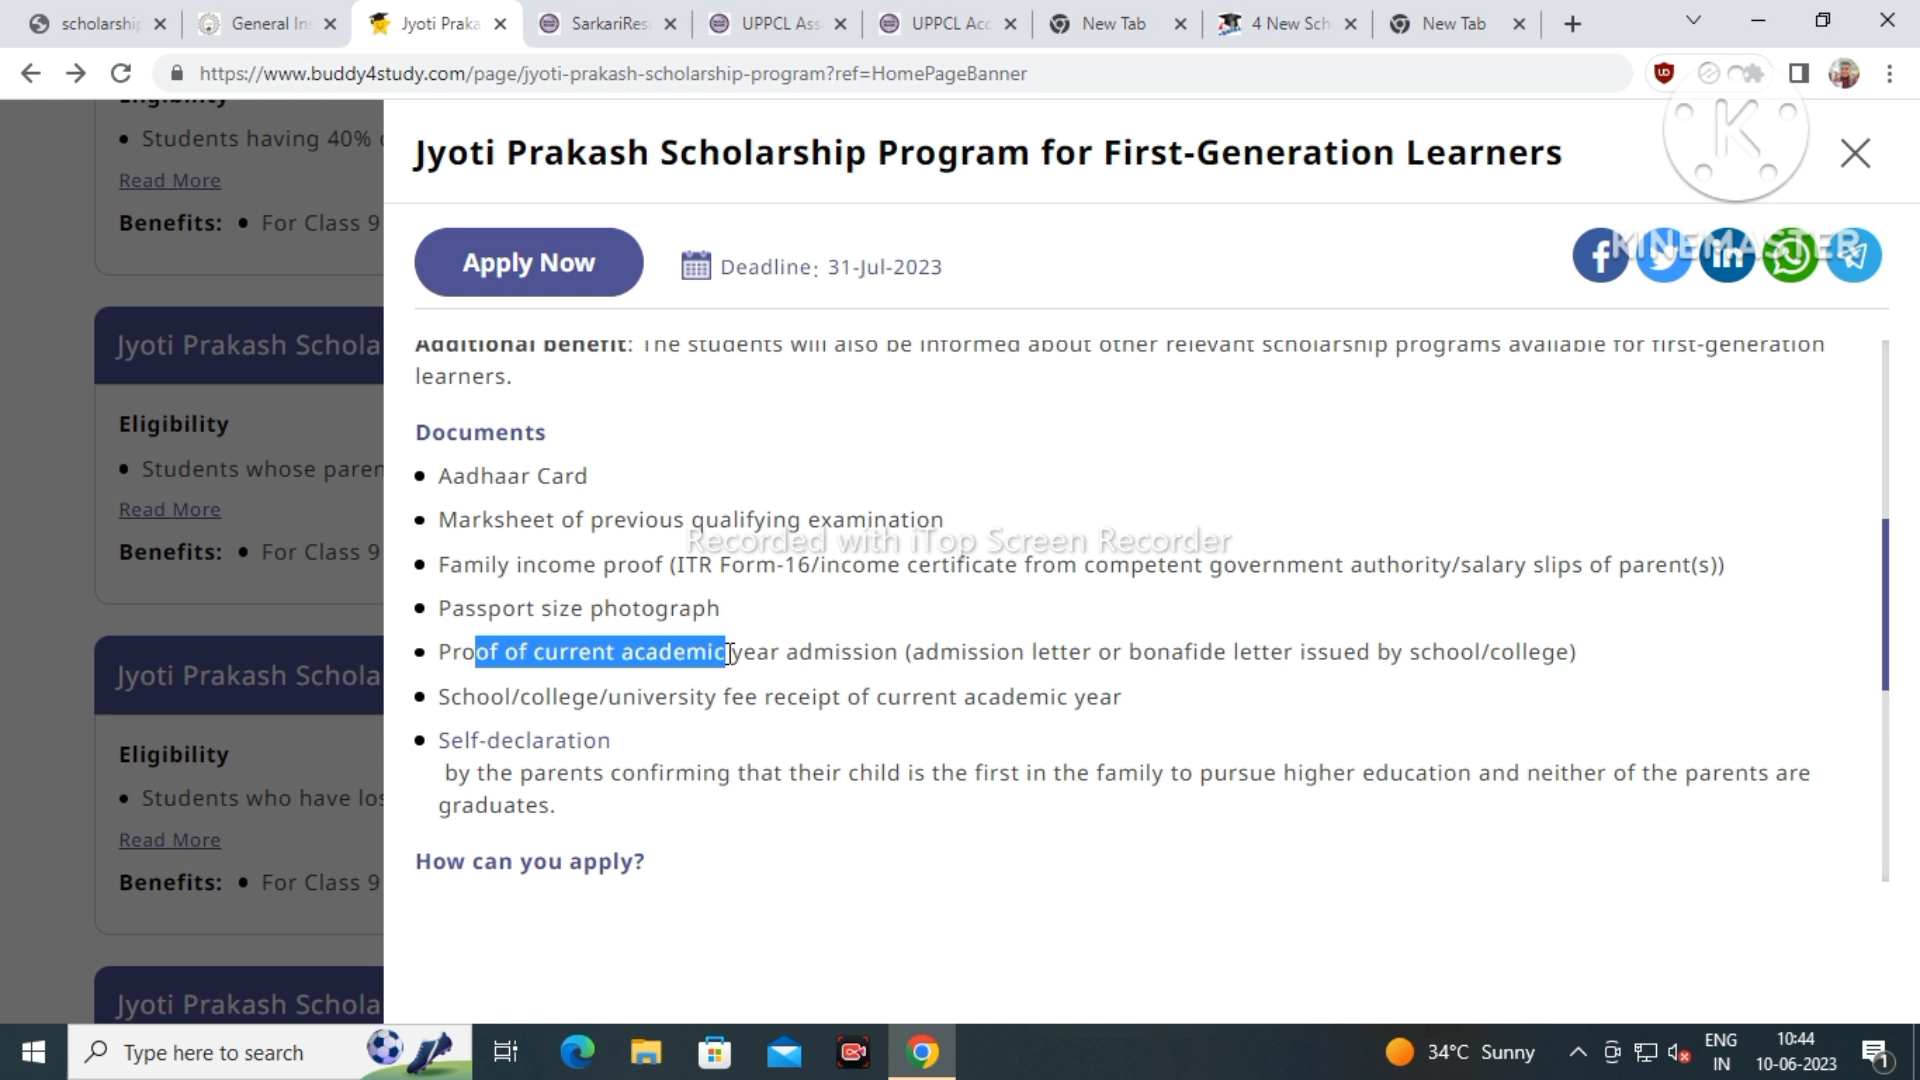 scholarship
General In
Jyoti Praka
SarkariRes
UPPCL Ass
UPPCL Acc
New Tab
4 New Sch
New Tab
https://www.buddy4study.com/page/jyoti-prakash-scholarship-program?ref=HomePageBanner
Eligibility
• Students having 40%
Read More
Benefits: • For Class 9
Jyoti Prakash Schola
Eligibility
• Students whose paren
Read More
Benefits: • For Class 9
Jyoti Prakash Schola
Eligibility
• Students who have los
Read More
Benefits: • For Class 9
Jyoti Prakash Schola
Jyoti Prakash Scholarship Program for First-Generation Learners
K
KINEMASTER
Apply Now
Deadline: 31-Jul-2023
Additional benefit: The students will also be informed about other relevant scholarship programs available for first-generation
learners.
Documents
• Aadhaar Card
• Marksheet of previous qualifying examination
Recorded with iTop Screen Recorder
• Family income proof (ITR Form-16/income certificate from competent government authority/salary slips of parent(s))
• Passport size photograph
• Proof of current academic year admission (admission letter or bonafide letter issued by school/college)
• School/college/university fee receipt of current academic year
• Self-declaration
by the parents confirming that their child is the first in the family to pursue higher education and neither of the parents are
graduates.
How can you apply?
Type here to search
34°C Sunny
ENG
IN
10:44
10-06-2023
1